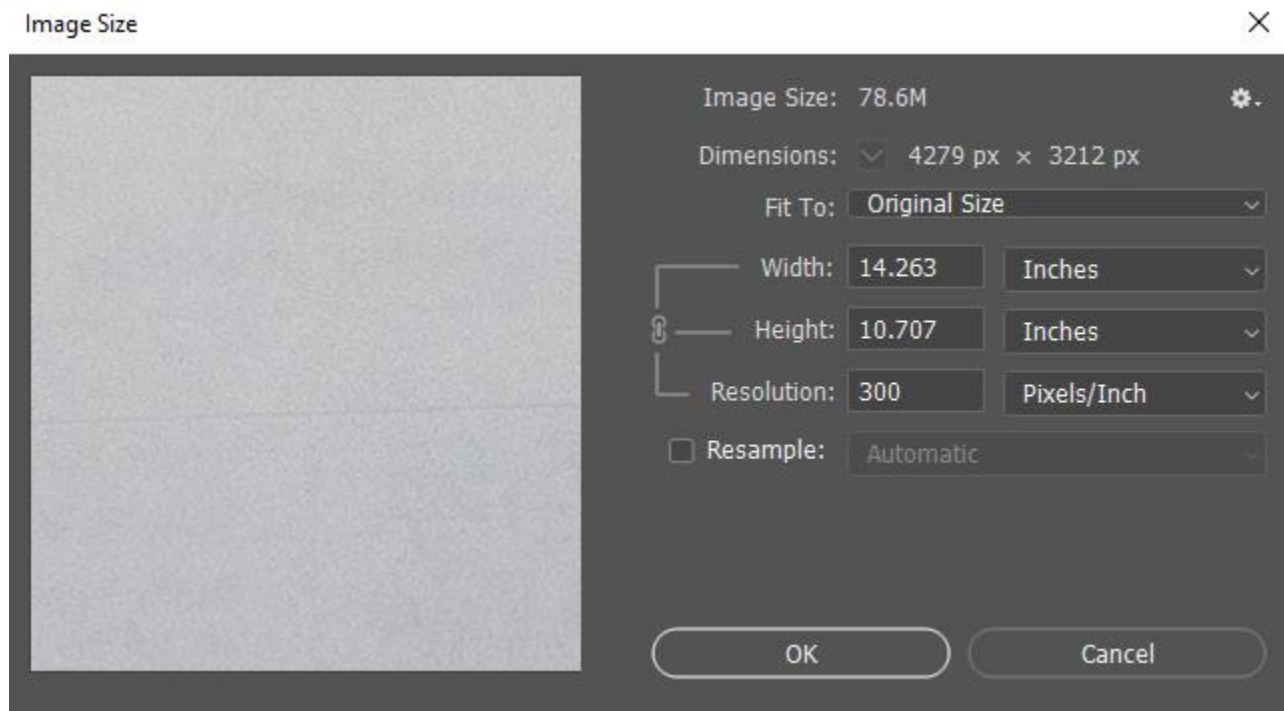 Image Size
Image Size: 78.6M
Dimensions: 4279 px × 3212 px
Fit To: Original Size
Width: 14.263 Inches
Height: 10.707 Inches
Resolution: 300 Pixels/Inch
Resample: Automatic
OK Cancel